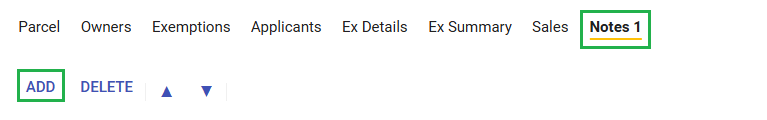 Parcel Owners Exemptions Applicants Ex Details Ex Summary Sales Notes 1
ADD DELETE ▲ ▼